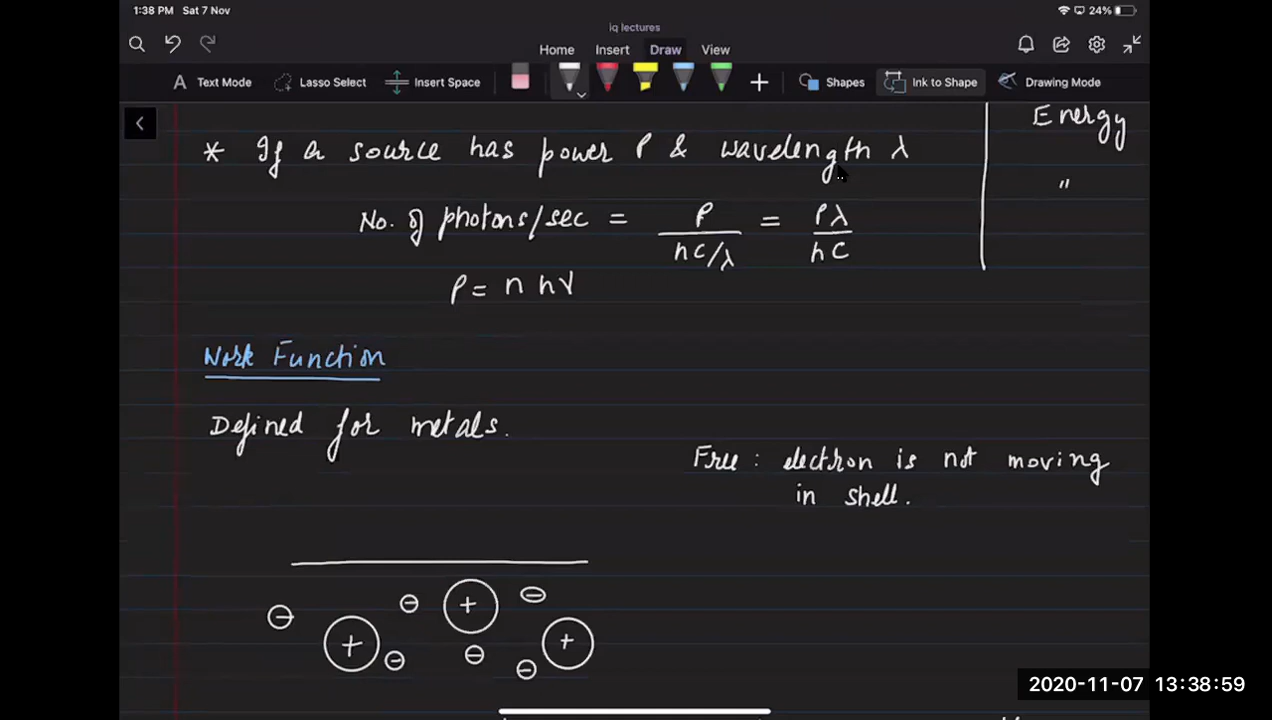 1:38 PM Sat 7 Nov
24%
iq lectures
Home Insert Draw View
Text Mode Lasso Select Insert Space Shapes Ink to Shape Drawing Mode
Energy
* If a source has power P & wavelength λ
"
No. of photons/sec = P / hc/λ = Pλ / hC
P = n hν
Work Function
Defined for metals.
Free : electron is not moving
in shell.
+
+
+
2020-11-07 13:38:59